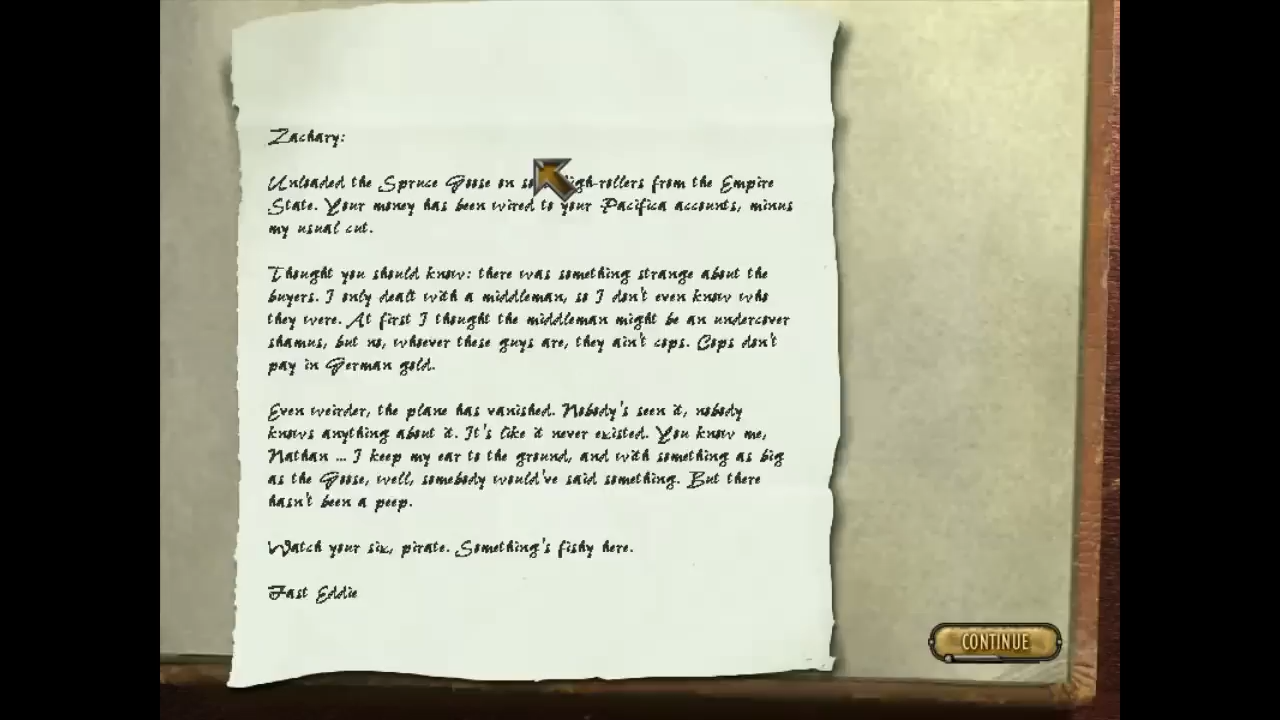 Zachary:
Unloaded the Spruce Goose on high-rollers from the Empire
State. Your money has been wired to your Pacifica accounts, minus
my usual cut.
Thought you should know: there was something strange about the
buyers. I only dealt with a middleman, so I don't even know who
they were. At first I thought the middleman might be an undercover
shamus, but no, whoever these guys are, they ain't cops. Cops don't
pay in German gold.
Even weirder, the plane has vanished. Nobody's seen it, nobody
knows anything about it. It's like it never existed. You know me,
Nathan ... I keep my ear to the ground, and with something as big
as the Goose, well, somebody would've said something. But there
hasn't been a peep.
Watch your six, pirate. Something's fishy here.
Fast Eddie
CONTINUE